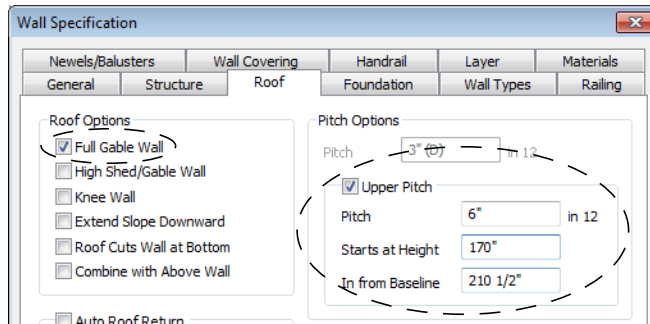 Wall Specification
Newels/Balusters Wall Covering Handrail Layer Materials
General Structure Roof Foundation Wall Types Railing
Roof Options
Full Gable Wall
High Shed/Gable Wall
Knee Wall
Extend Slope Downward
Roof Cuts Wall at Bottom
Combine with Above Wall
Auto Roof Return
Pitch Options
Pitch 3" (D) in 12
Upper Pitch
Pitch 6" in 12
Starts at Height 170"
In from Baseline 210 1/2"